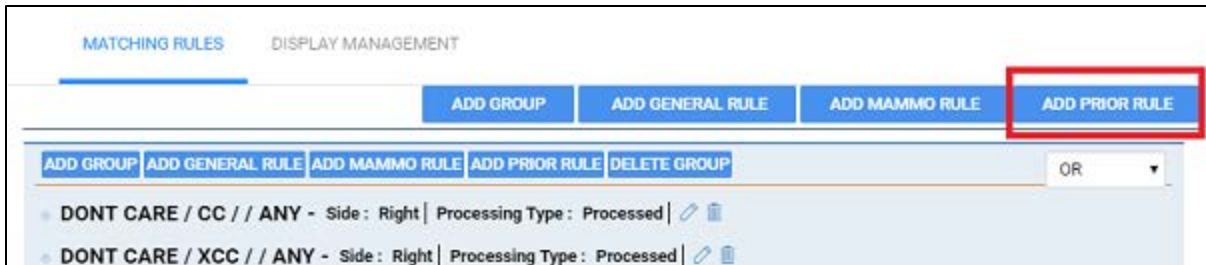 MATCHING RULES DISPLAY MANAGEMENT
ADD GROUP ADD GENERAL RULE ADD MAMMO RULE ADD PRIOR RULE
ADD GROUP ADD GENERAL RULE ADD MAMMO RULE ADD PRIOR RULE DELETE GROUP OR
DONT CARE / CC / / ANY - Side : Right | Processing Type : Processed |
DONT CARE / XCC / / ANY - Side : Right | Processing Type : Processed |